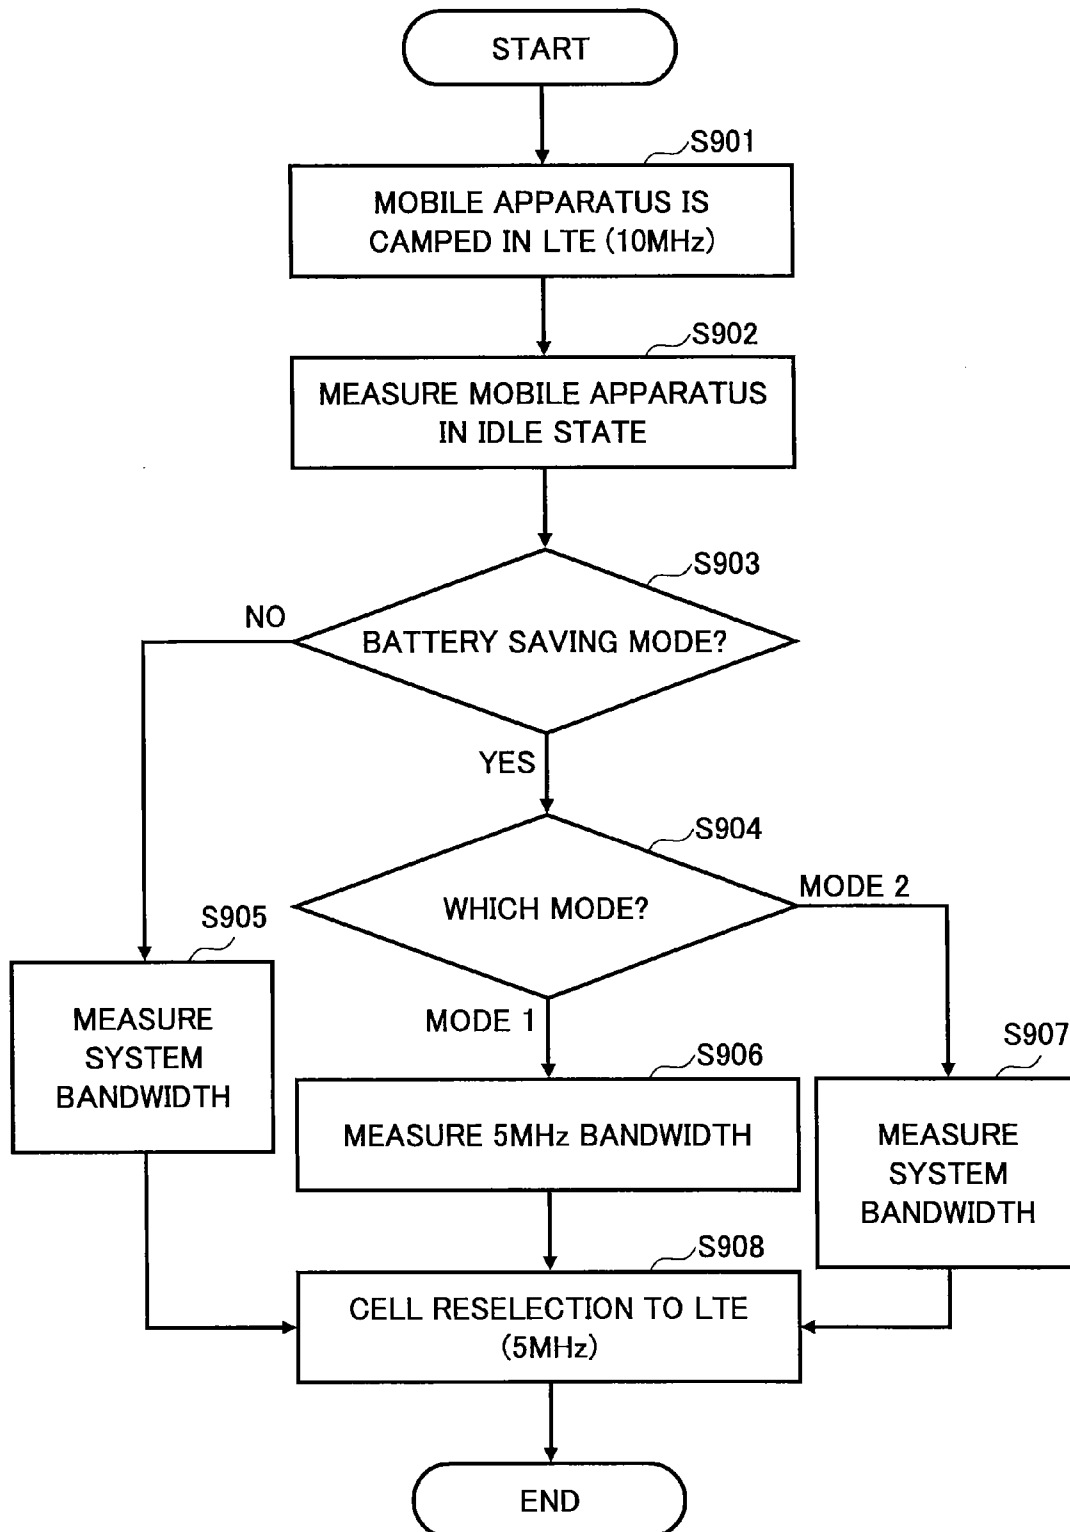 START
S901
MOBILE APPARATUS IS
CAMPED IN LTE (10MHz)
S902
MEASURE MOBILE APPARATUS
IN IDLE STATE
S903
NO
BATTERY SAVING MODE?
YES
S904
MODE 2
WHICH MODE?
S905
MEASURE
SYSTEM
BANDWIDTH
MODE 1
S906
MEASURE 5MHz BANDWIDTH
S907
MEASURE
SYSTEM
BANDWIDTH
S908
CELL RESELECTION TO LTE
(5MHz)
END